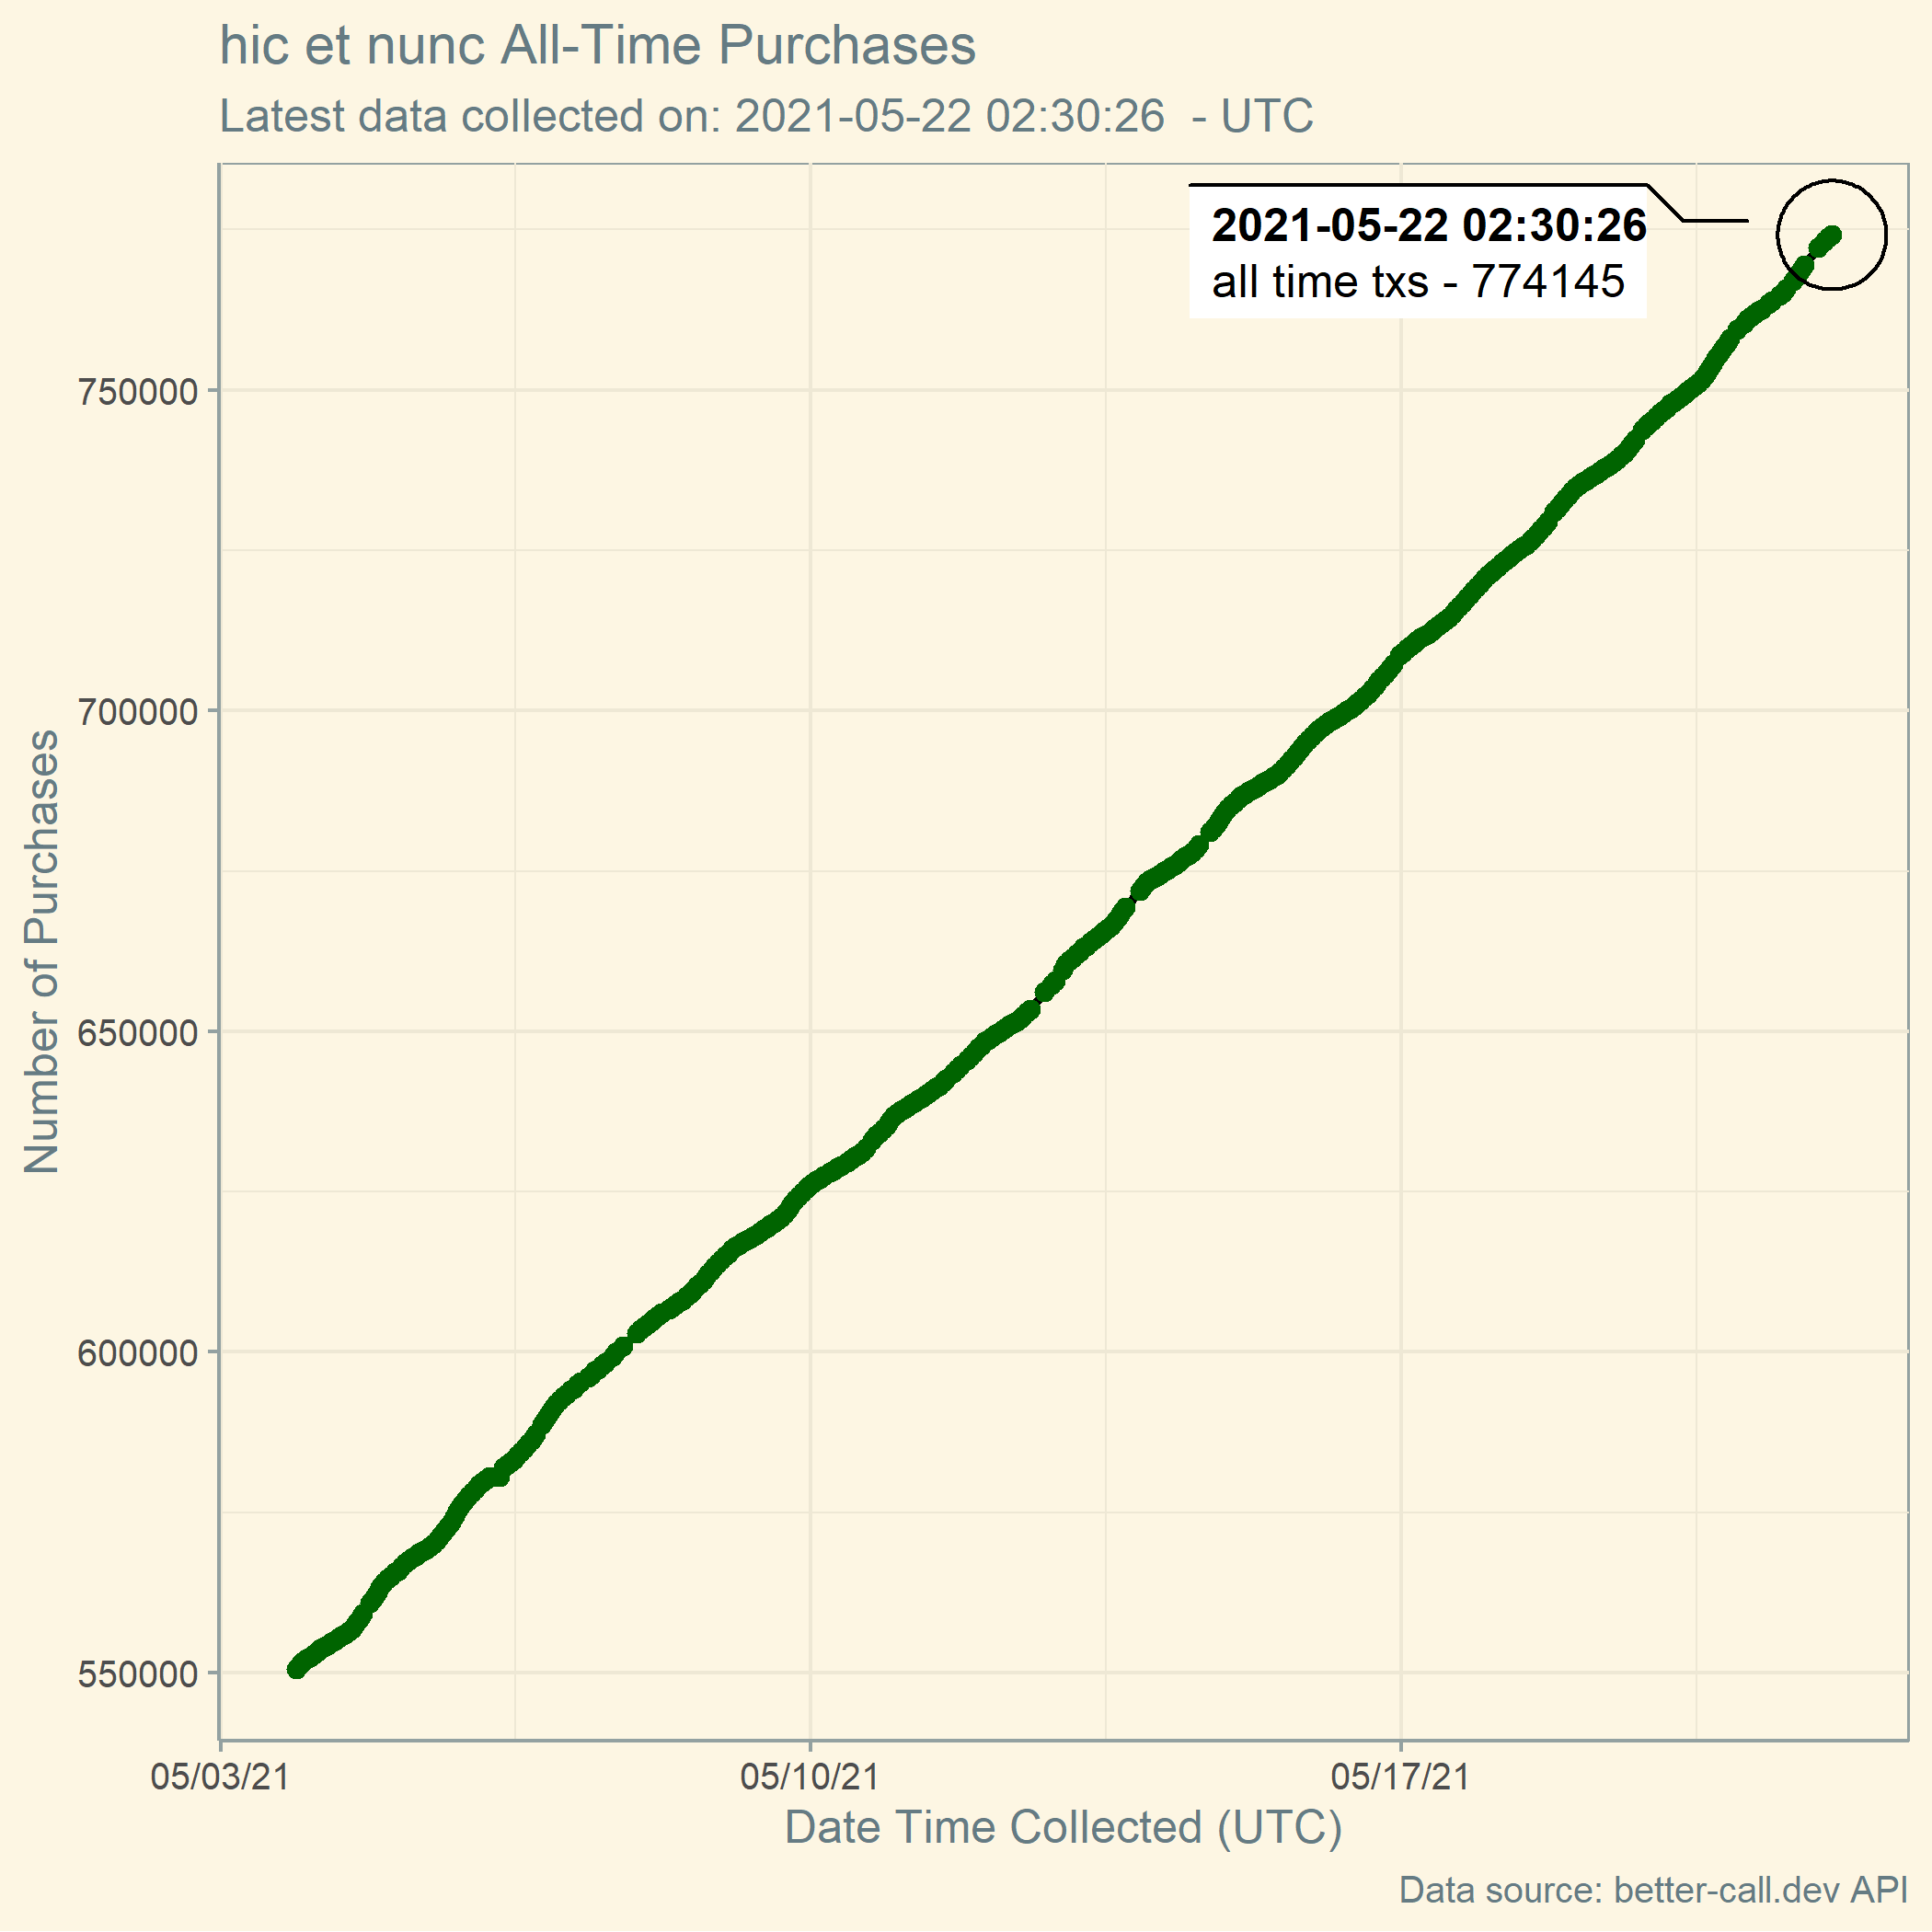 hic et nunc All-Time Purchases
Latest data collected on: 2021-05-22 02:30:26  - UTC
2021-05-22 02:30:26
all time txs - 774145
Number of Purchases
750000
700000
650000
600000
550000
05/03/21
05/10/21
05/17/21
Date Time Collected (UTC)
Data source: better-call.dev API